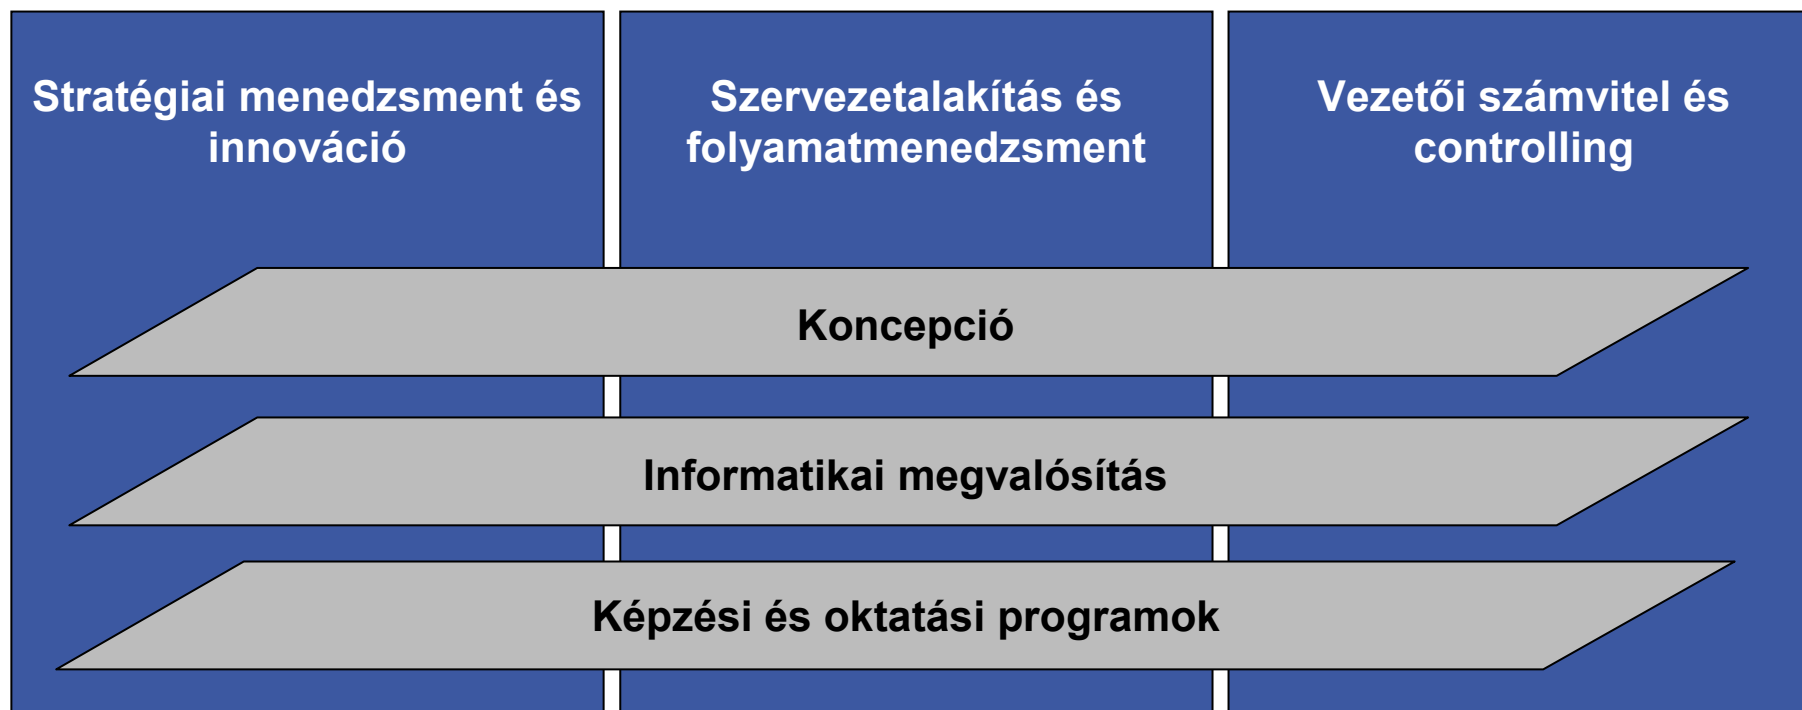 Stratégiai menedzsment és
innováció
Szervezetalakítás és
folyamatmenedzsment
Vezetői számvitel és
controlling
Koncepció
Informatikai megvalósítás
Képzési és oktatási programok